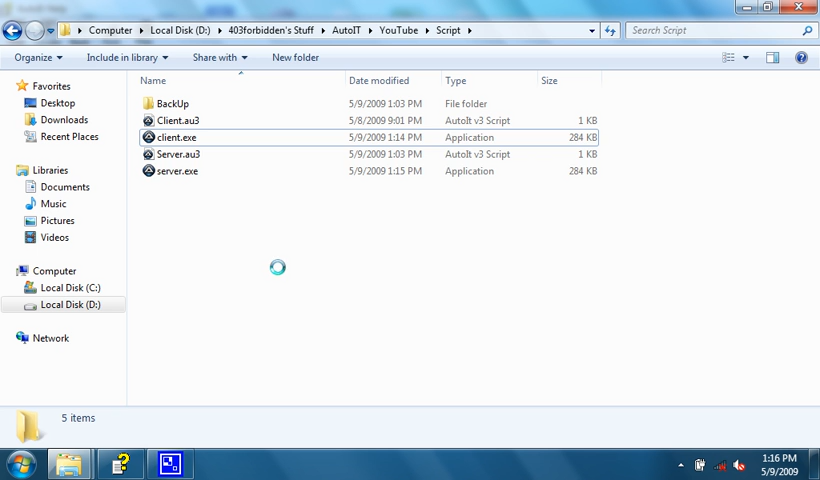 Computer ▸ Local Disk (D:) ▸ 403forbidden's Stuff ▸ AutoIT ▸ YouTube ▸ Script ▸
Search Script
Organize Include in library Share with New folder
Name Date modified Type Size
Favorites
Desktop
Downloads
Recent Places
Libraries
Documents
Music
Pictures
Videos
Computer
Local Disk (C:)
Local Disk (D:)
Network
BackUp 5/9/2009 1:03 PM File folder
Client.au3 5/8/2009 9:01 PM AutoIt v3 Script 1 KB
client.exe 5/9/2009 1:14 PM Application 284 KB
Server.au3 5/9/2009 1:03 PM AutoIt v3 Script 1 KB
server.exe 5/9/2009 1:15 PM Application 284 KB
5 items
1:16 PM
5/9/2009